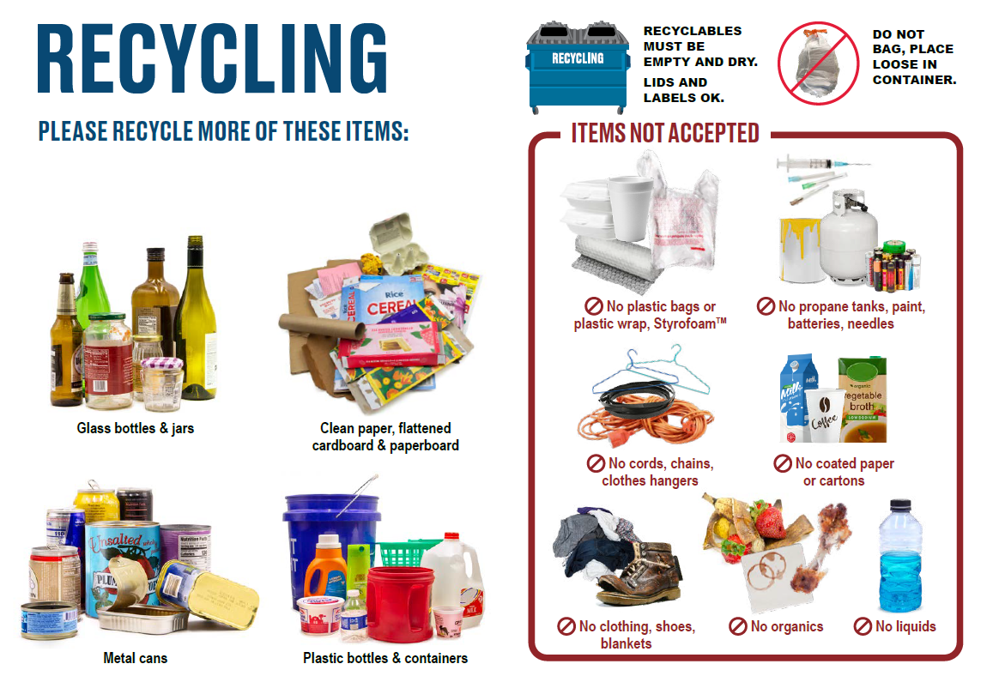 RECYCLING
PLEASE RECYCLE MORE OF THESE ITEMS:
Rice
CEREAL
Glass bottles & jars
Clean paper, flattened
cardboard & paperboard
Unsalted
Nutrition Facts
Metal cans
Plastic bottles & containers
RECYCLING
RECYCLABLES
MUST BE
EMPTY AND DRY.
LIDS AND
LABELS OK.
DO NOT
BAG, PLACE
LOOSE IN
CONTAINER.
ITEMS NOT ACCEPTED
No plastic bags or
plastic wrap, Styrofoam™
No propane tanks, paint,
batteries, needles
Milk
Coffee
organic
vegetable
broth
LOW SODIUM
No cords, chains,
clothes hangers
No coated paper
or cartons
No clothing, shoes,
blankets
No organics
No liquids